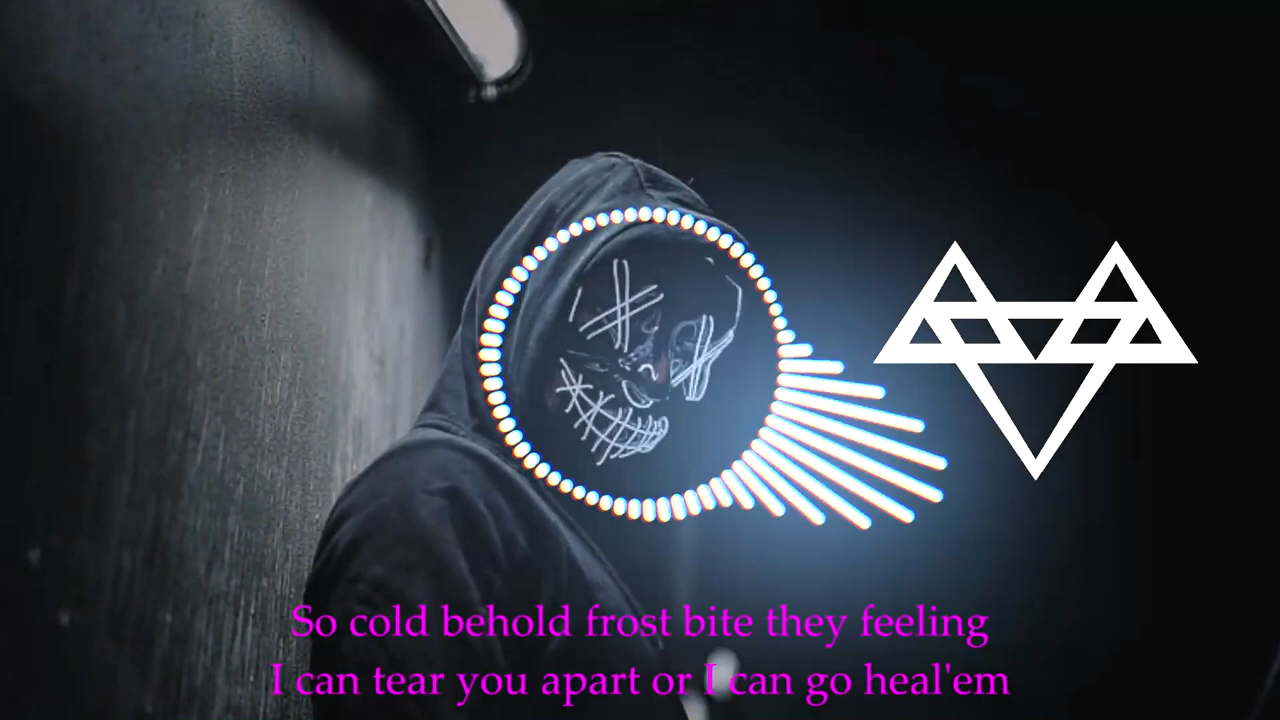 So cold behold frost bite they feeling
I can tear you apart or I can go heal'em